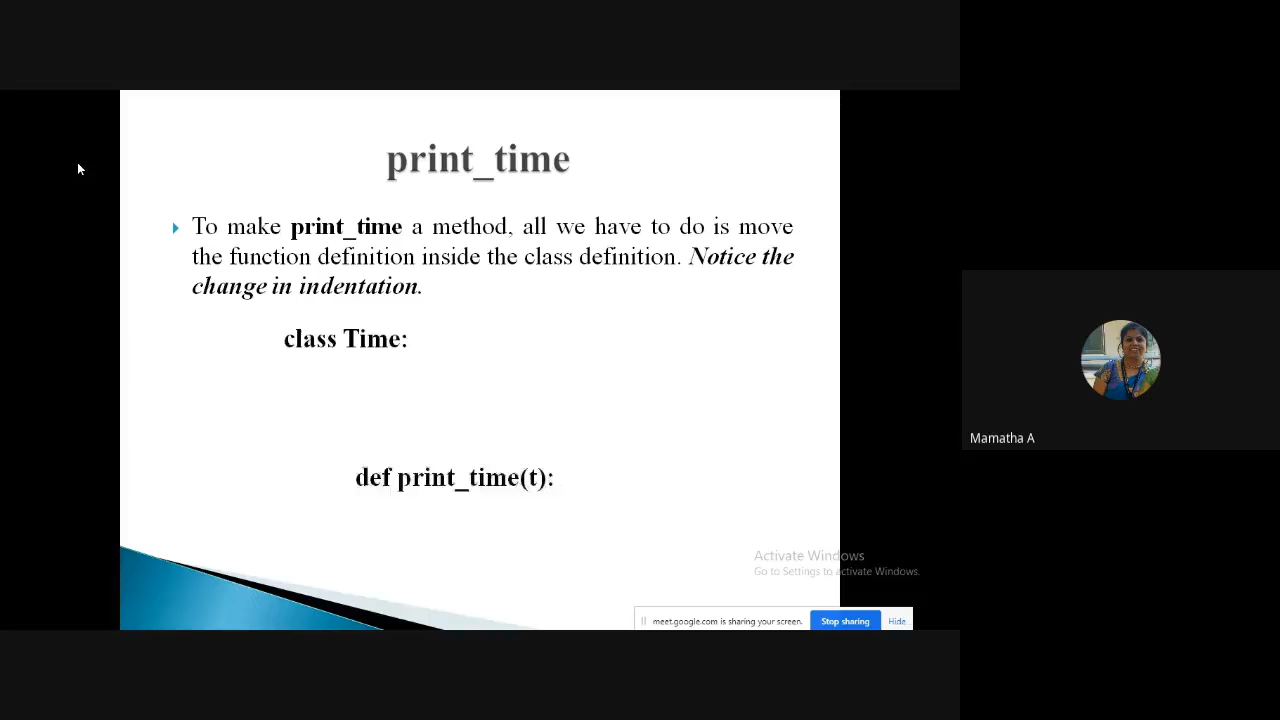 print_time
To make print_time a method, all we have to do is move
the function definition inside the class definition. Notice the
change in indentation.
class Time:
def print_time(t):
Mamatha A
Activate Windows
Go to Settings to activate Windows.
meet.google.com is sharing your screen. Stop sharing Hide